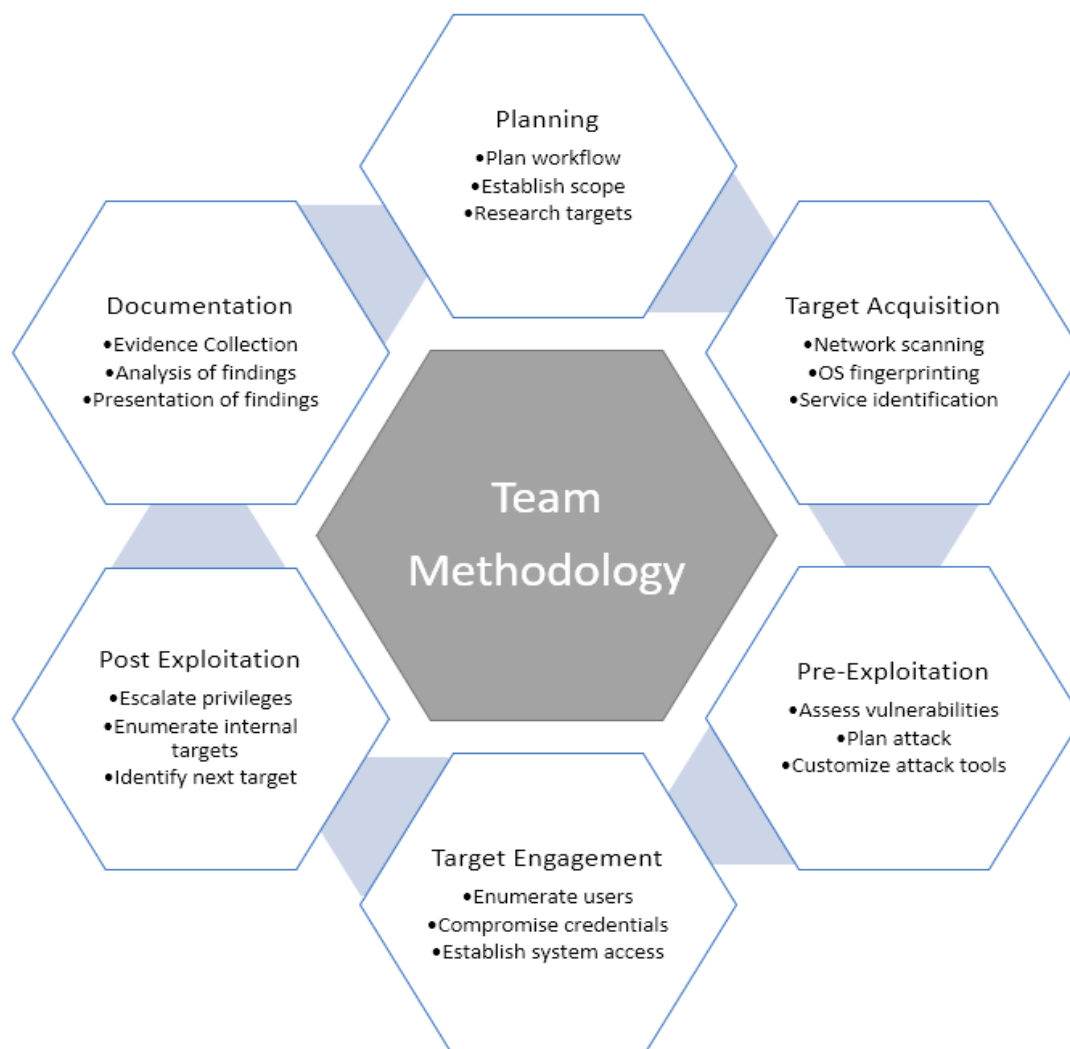 Planning
•Plan workflow
•Establish scope
•Research targets
Documentation
•Evidence Collection
•Analysis of findings
•Presentation of findings
Target Acquisition
•Network scanning
•OS fingerprinting
•Service identification
Team
Methodology
Post Exploitation
•Escalate privileges
•Enumerate internal
targets
•Identify next target
Pre-Exploitation
•Assess vulnerabilities
•Plan attack
•Customize attack tools
Target Engagement
•Enumerate users
•Compromise credentials
•Establish system access